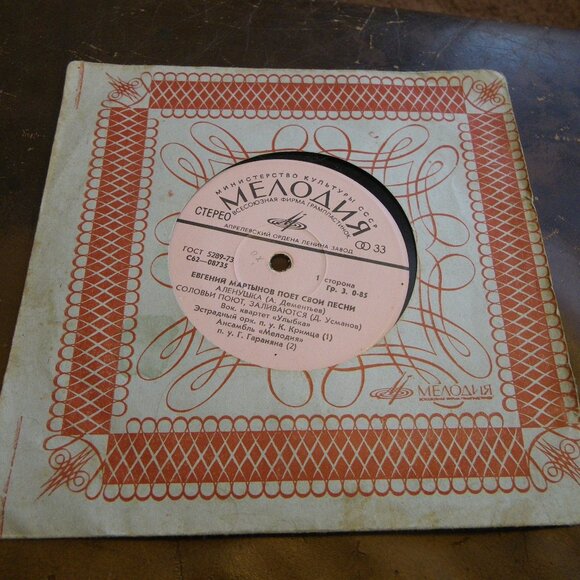 МИНИСТЕРСТВО КУЛЬТУРЫ СССР
МЕЛОДИЯ
ВСЕСОЮЗНАЯ ФИРМА ГРАМПЛАСТИНОК
СТЕРЕО
33
АПРЕЛЕВСКИЙ ОРДЕНА ЛЕНИНА ЗАВОД
ГОСТ 5289-73
С62—08735
1 сторона
Гр. 3. 0-85
ЕВГЕНИЙ МАРТЫНОВ ПОЕТ СВОИ ПЕСНИ
АЛЕНУШКА (А. Дементьев)
СОЛОВЬИ ПОЮТ, ЗАЛИВАЮТСЯ (Д. Усманов)
Вок. квартет «Улыбка»
Эстрадный орк. п. у. К. Кримца (1)
Ансамбль «Мелодия»
п. у. Г. Гараняна (2)
МЕЛОДИЯ